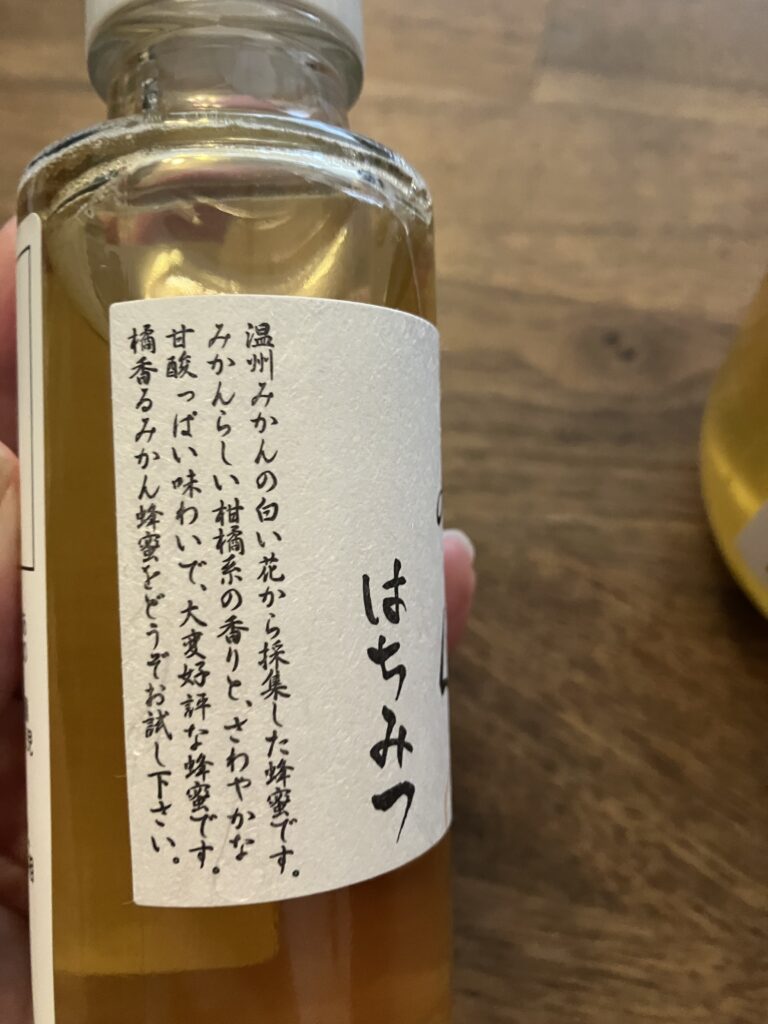 はちみつ
温州みかんの白い花から採集した蜂蜜です。
みかんらしい柑橘系の香りと、さわやかな
甘酸っぱい味わいで、大変好評な蜂蜜です。
橘香るみかん蜂蜜をどうぞお試し下さい。